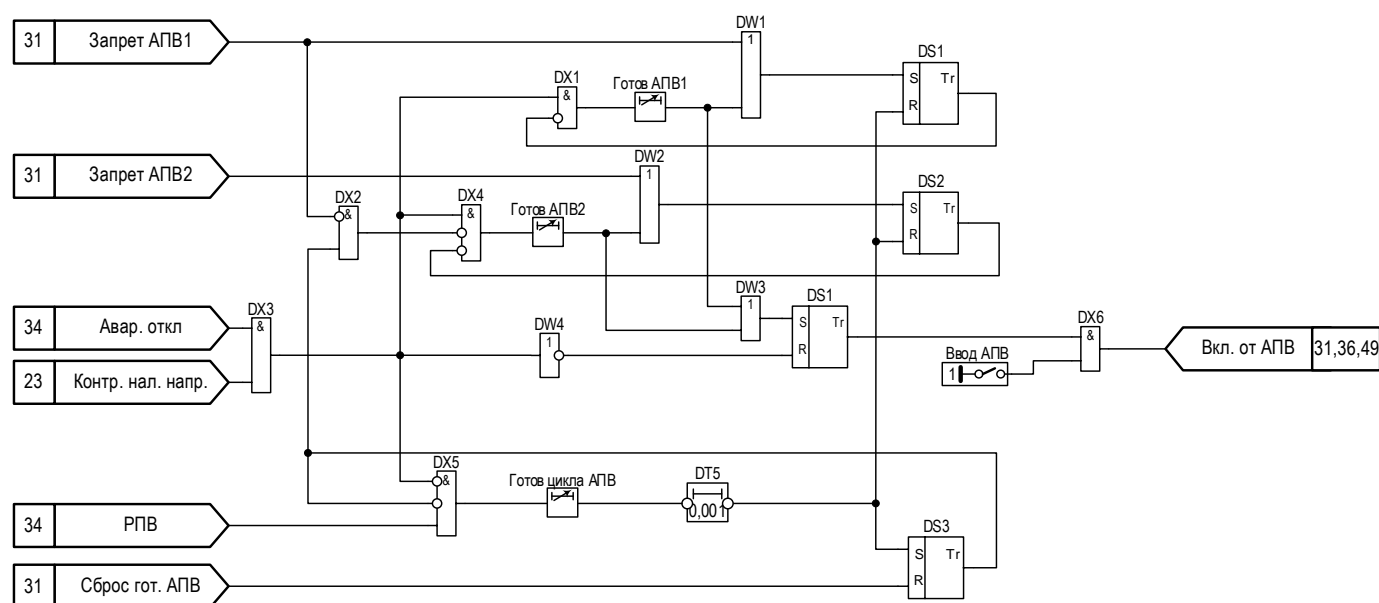 DW1
31 Запрет АПВ1
1
DS1
DX1
Готов АПВ1
S Tr
&
R
DW2
31 Запрет АПВ2
1
DS2
DX2
DX4
Готов АПВ2
S Tr
&
&
R
DW3
DX3
1
DS1
34 Авар. откл
&
DW4
S Tr
DX6
1
R
&
Ввод АПВ
Вкл. от АПВ 31,36,49
23 Контр. нал. напр.
1
DX5
Готов цикла АПВ
DT5
&
0,001
34 РПВ
DS3
S Tr
31 Сброс гот. АПВ
R